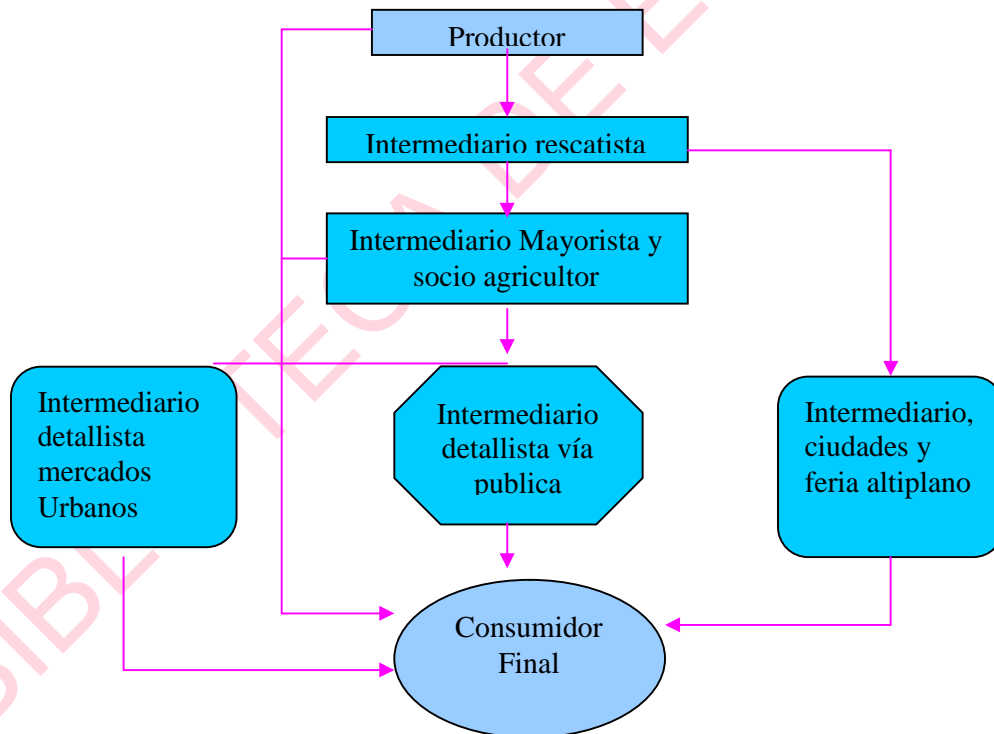 Productor
Intermediario rescatista
Intermediario Mayorista y
socio agricultor
Intermediario
detallista
mercados
Urbanos
Intermediario
detallista vía
publica
Intermediario,
ciudades y
feria altiplano
Consumidor
Final